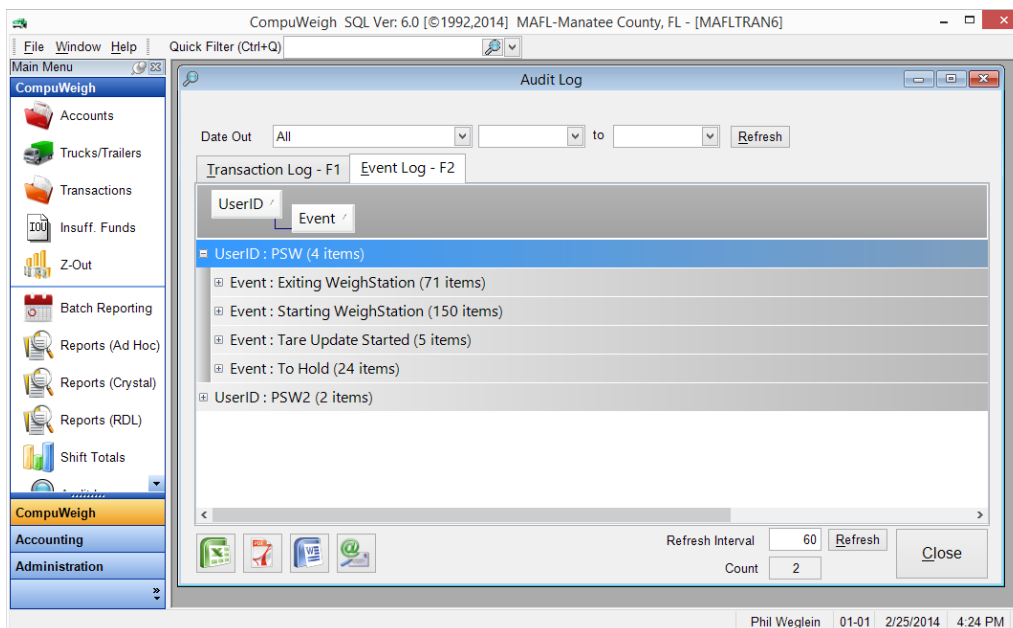 CompuWeigh SQL Ver: 6.0 [©1992,2014] MAFL-Manatee County, FL - [MAFLTRAN6]
File Window Help Quick Filter (Ctrl+Q)
Main Menu
CompuWeigh
Accounts
Trucks/Trailers
Transactions
IOU
Insuff. Funds
Z-Out
Batch Reporting
Reports (Ad Hoc)
Reports (Crystal)
Reports (RDL)
Shift Totals
CompuWeigh
Accounting
Administration
Audit Log
Date Out All to Refresh
Transaction Log - F1 Event Log - F2
UserID
Event
UserID : PSW (4 items)
Event : Exiting WeighStation (71 items)
Event : Starting WeighStation (150 items)
Event : Tare Update Started (5 items)
Event : To Hold (24 items)
UserID : PSW2 (2 items)
Refresh Interval 60 Refresh
Count 2
Close
Phil Weglein 01-01 2/25/2014 4:24 PM